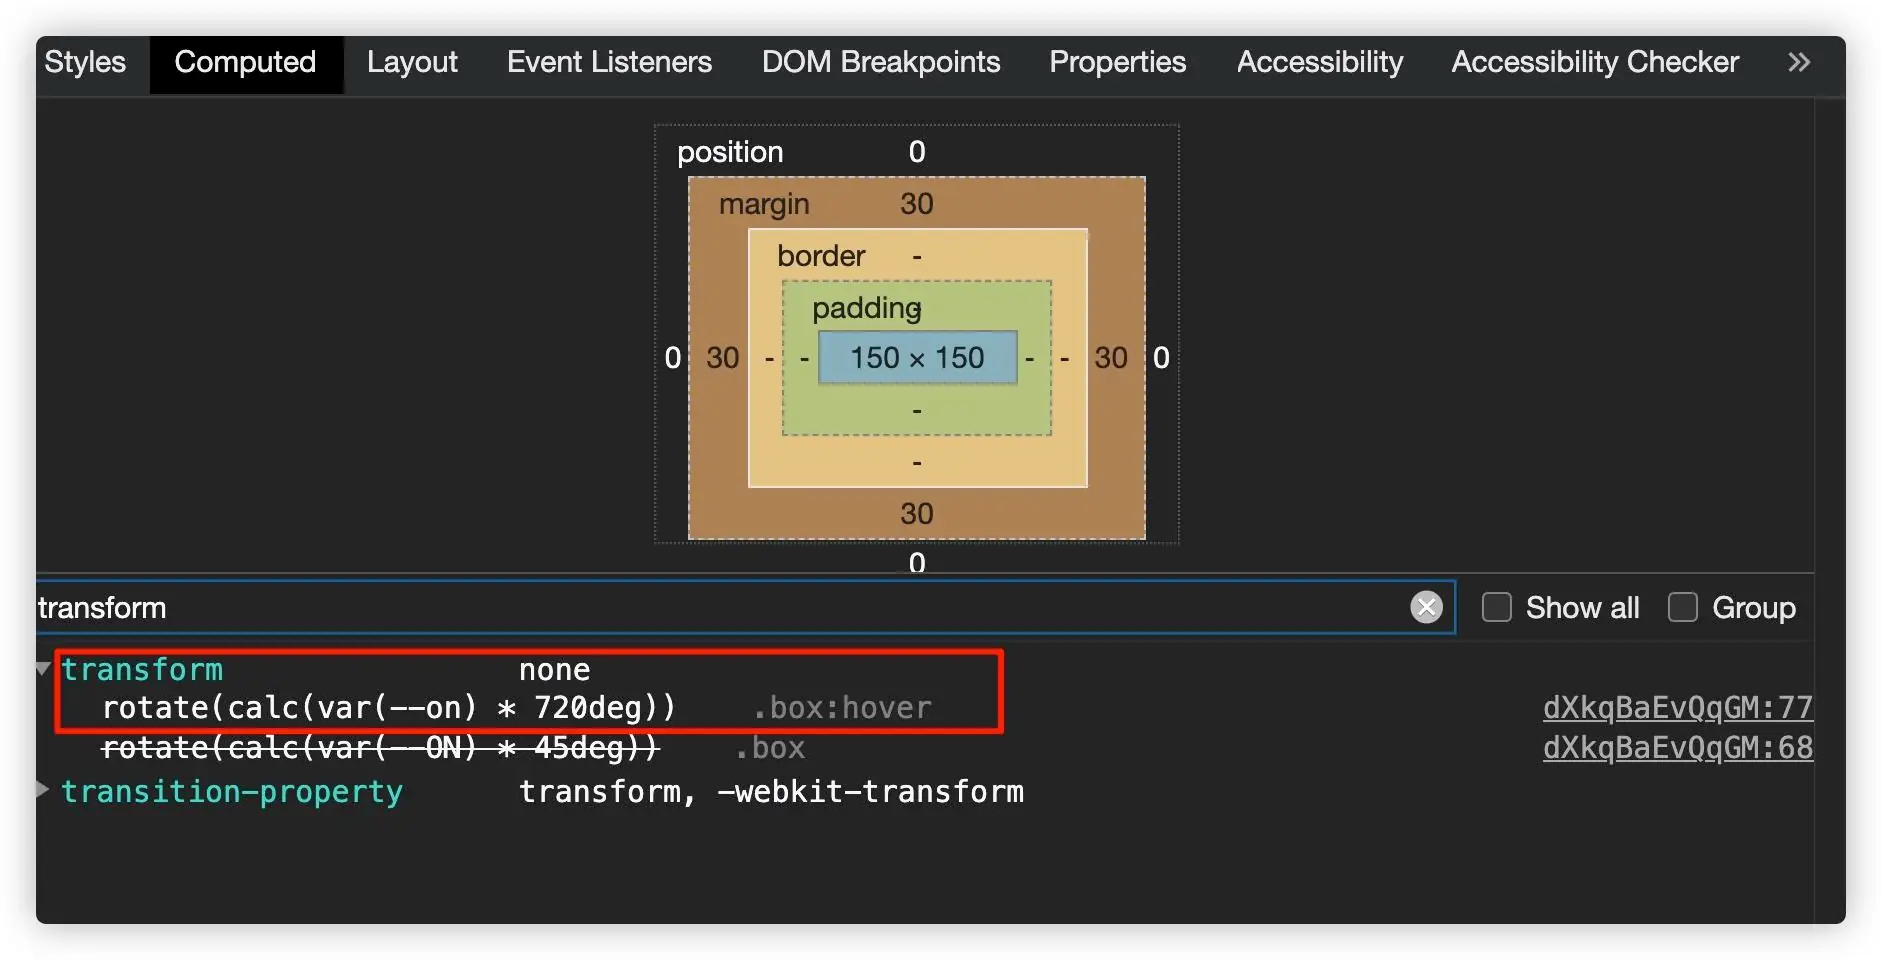 Styles Computed Layout Event Listeners DOM Breakpoints Properties Accessibility Accessibility Checker »
position 0
margin 30
border -
padding -
0 30 - - 150 × 150 - - 30 0
-
-
30
0
transform Show all Group
transform none
rotate(calc(var(--on) * 720deg)) .box:hover dXkqBaEvQqGM:77
rotate(calc(var(--ON) * 45deg)) .box dXkqBaEvQqGM:68
transition-property transform, -webkit-transform